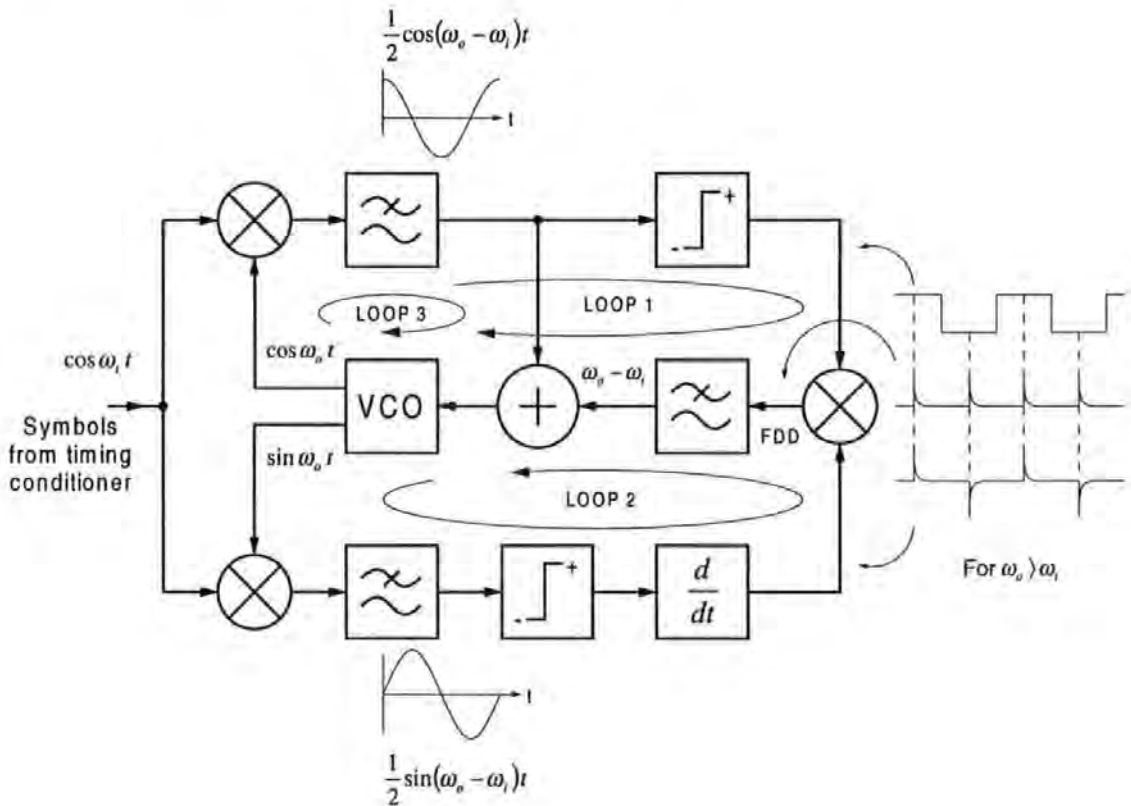 1/2 cos(ω_o − ω_i)t
t
+
-
LOOP 3
LOOP 1
cos ω_i t
cos ω_o t
ω_o − ω_i
VCO
+
FDD
Symbols
from timing
conditioner
sin ω_o t
LOOP 2
+
-
d/dt
For ω_o ⟩ ω_i
t
1/2 sin(ω_o − ω_i)t